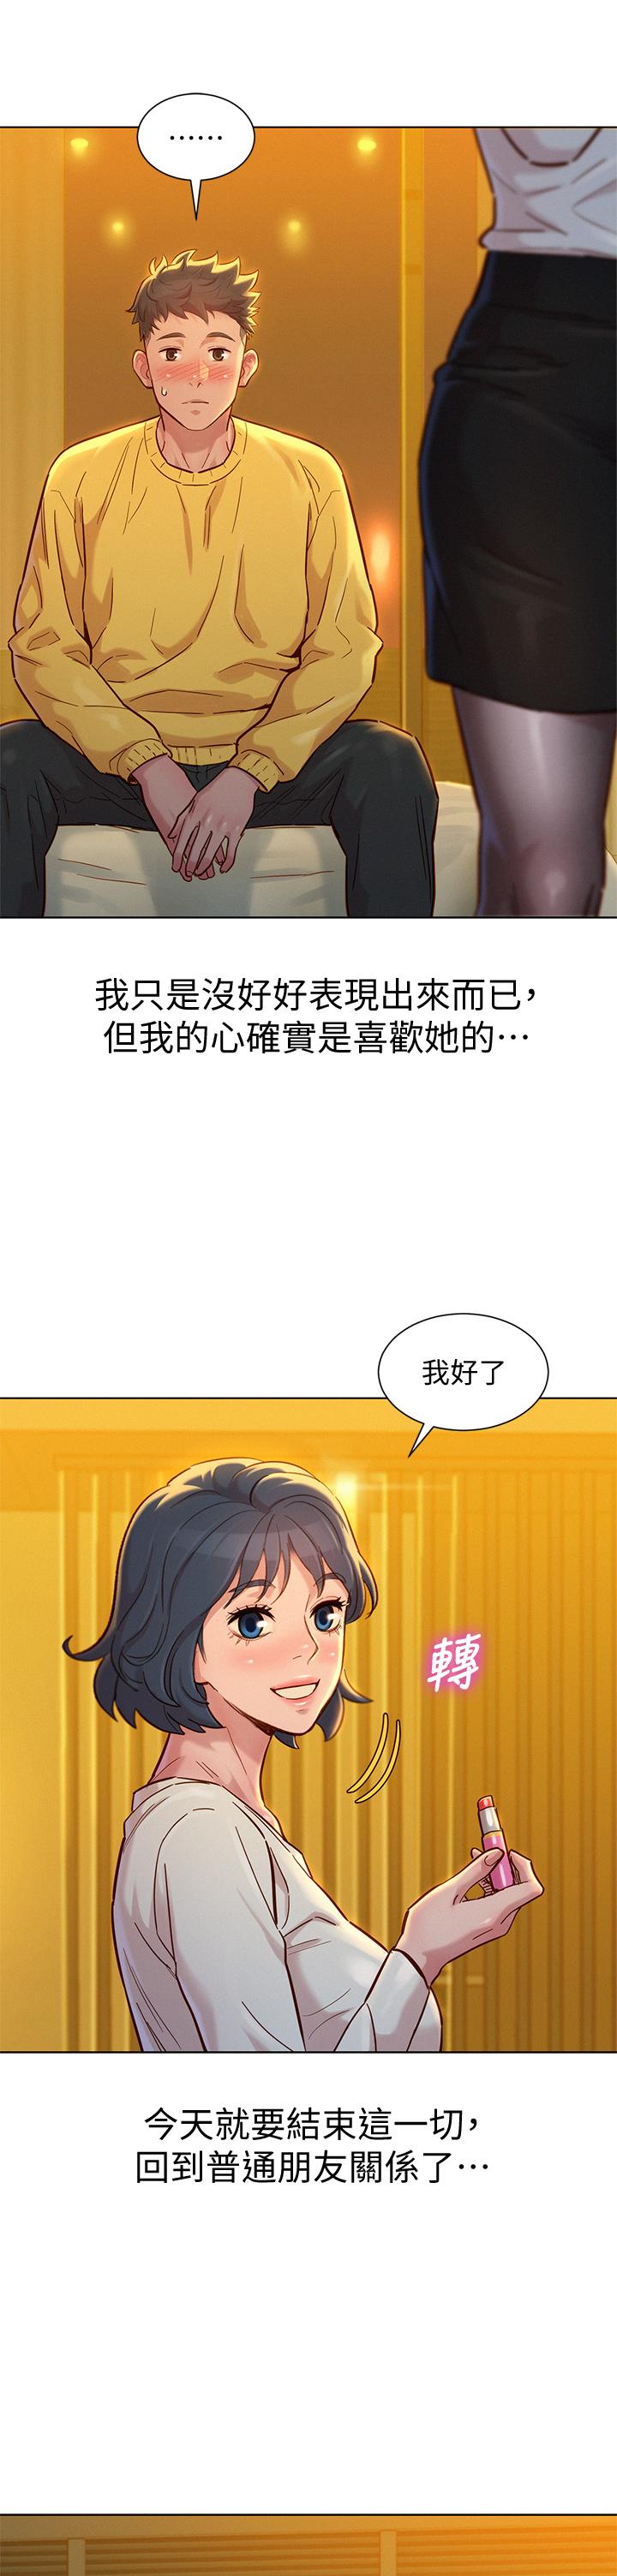 ⋯⋯
我只是沒好好表現出來而已，
但我的心確實是喜歡她的⋯
我好了
轉
今天就要結束這一切，
回到普通朋友關係了⋯